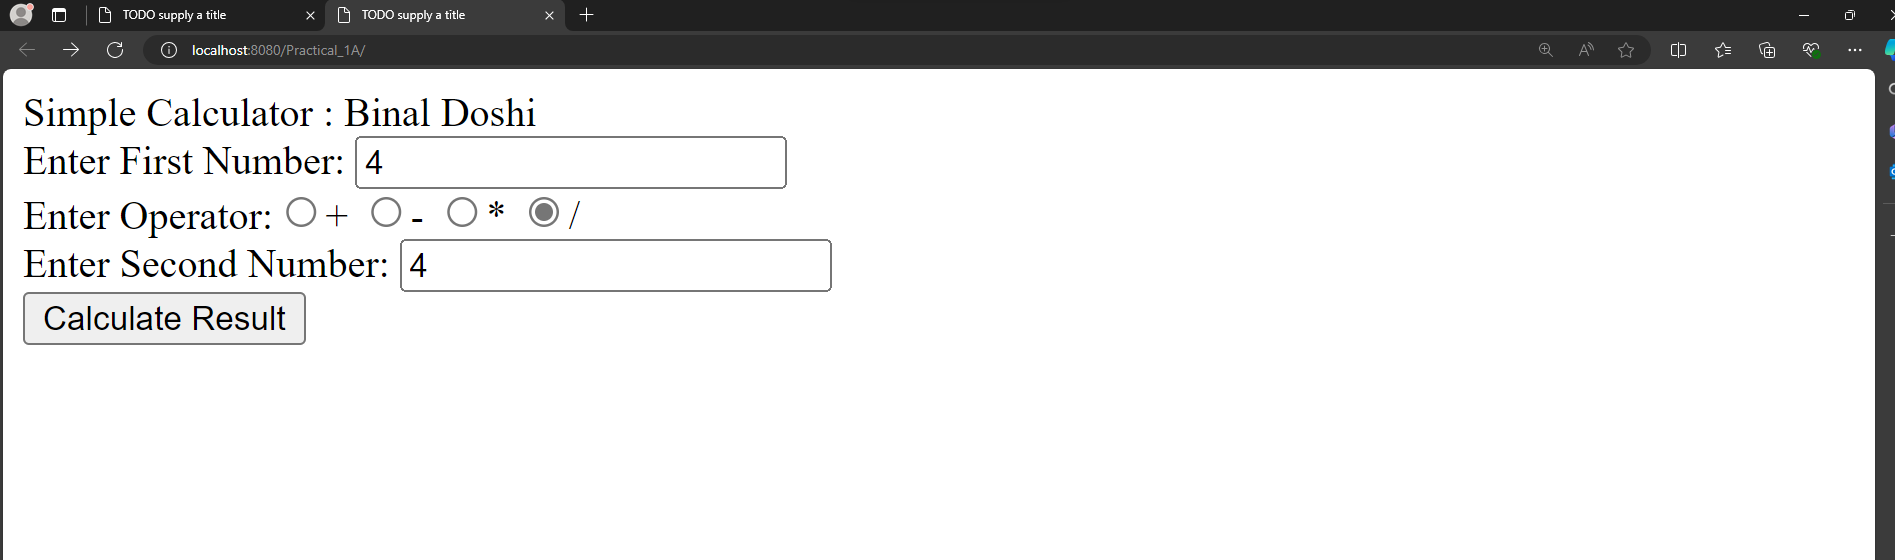 TODO supply a title
TODO supply a title
localhost:8080/Practical_1A/
Simple Calculator : Binal Doshi
Enter First Number: 4
Enter Operator: + - * /
Enter Second Number: 4
Calculate Result